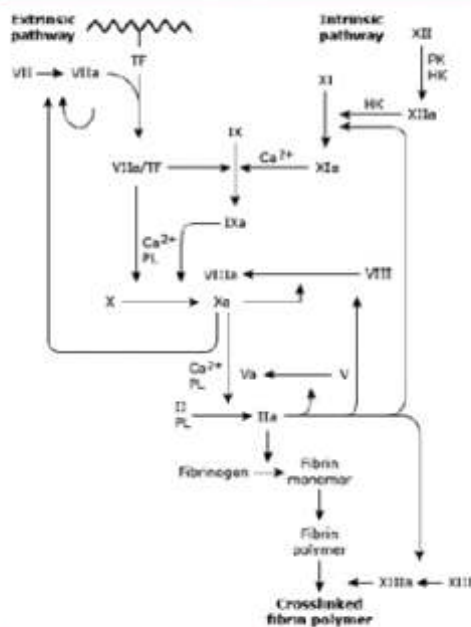 Extrinsic
pathway
TF
VII
VIIa
Intrinsic
pathway
XII
PK
HK
XI
HK
XIIa
IX
VIIa/TF
Ca2+
XIa
IXa
Ca2+
PL
VIIIa
VIII
X
Xa
Ca2+
PL
Va
V
II
PL
IIa
Fibrinogen
Fibrin
monomer
Fibrin
polymer
XIIIa
XIII
Crosslinked
fibrin polymer